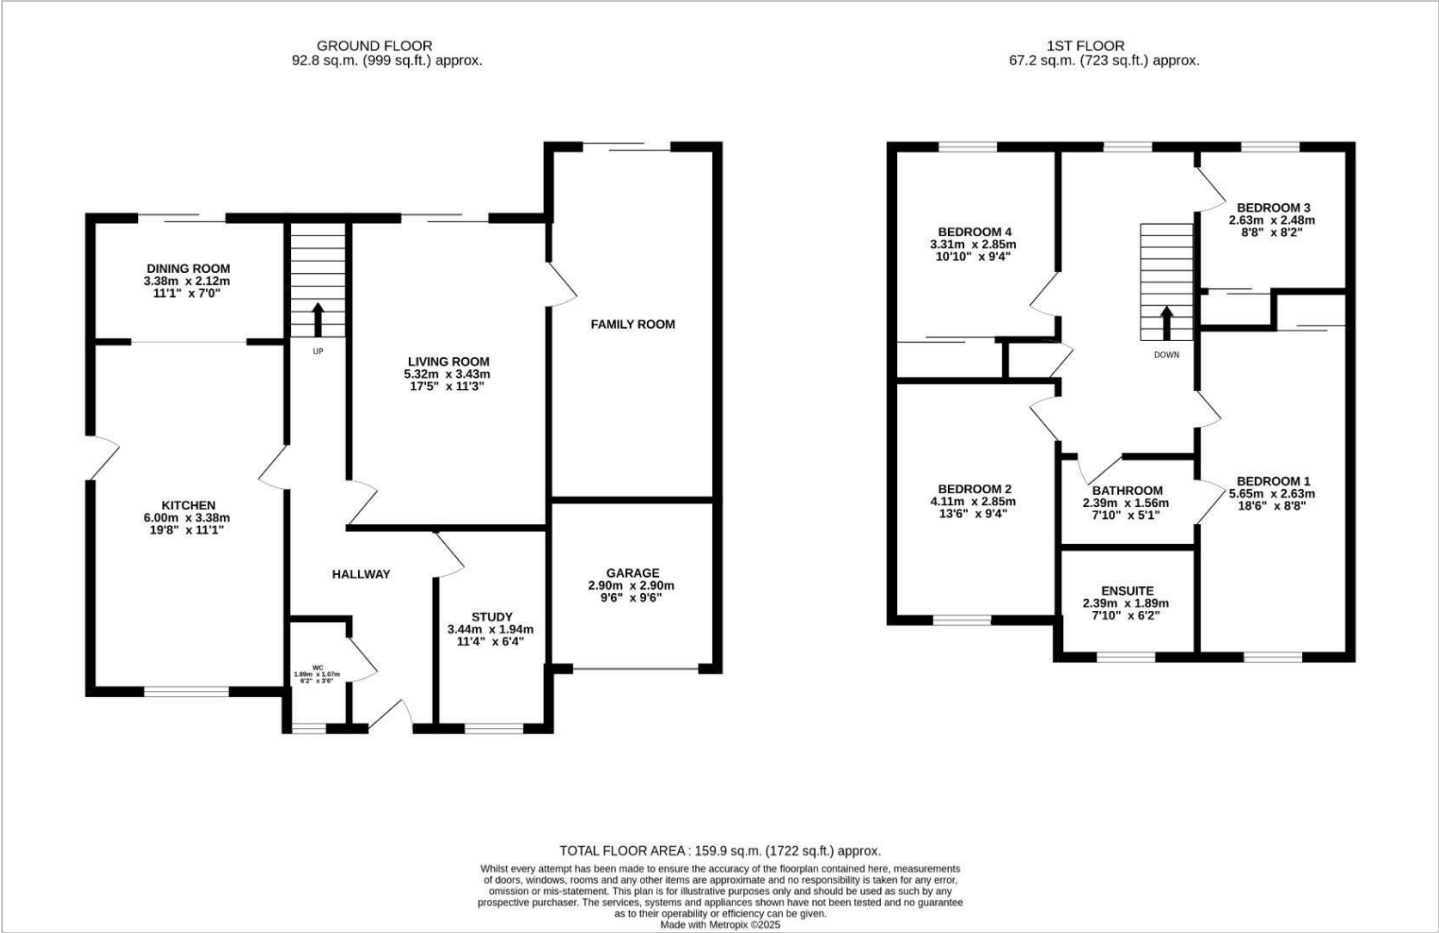 GROUND FLOOR
92.8 sq.m. (999 sq.ft.) approx.
1ST FLOOR
67.2 sq.m. (723 sq.ft.) approx.
DINING ROOM
3.38m x 2.12m
11'1" x 7'0"
UP
LIVING ROOM
5.32m x 3.43m
17'5" x 11'3"
FAMILY ROOM
KITCHEN
6.00m x 3.38m
19'8" x 11'1"
HALLWAY
WC
1.89m x 1.07m
6'2" x 3'6"
STUDY
3.44m x 1.94m
11'4" x 6'4"
GARAGE
2.90m x 2.90m
9'6" x 9'6"
BEDROOM 4
3.31m x 2.85m
10'10" x 9'4"
BEDROOM 3
2.63m x 2.48m
8'8" x 8'2"
DOWN
BEDROOM 2
4.11m x 2.85m
13'6" x 9'4"
BATHROOM
2.39m x 1.56m
7'10" x 5'1"
BEDROOM 1
5.65m x 2.63m
18'6" x 8'8"
ENSUITE
2.39m x 1.89m
7'10" x 6'2"
TOTAL FLOOR AREA : 159.9 sq.m. (1722 sq.ft.) approx.
Whilst every attempt has been made to ensure the accuracy of the floorplan contained here, measurements
of doors, windows, rooms and any other items are approximate and no responsibility is taken for any error,
omission or mis-statement. This plan is for illustrative purposes only and should be used as such by any
prospective purchaser. The services, systems and appliances shown have not been tested and no guarantee
as to their operability or efficiency can be given.
Made with Metropix ©2025